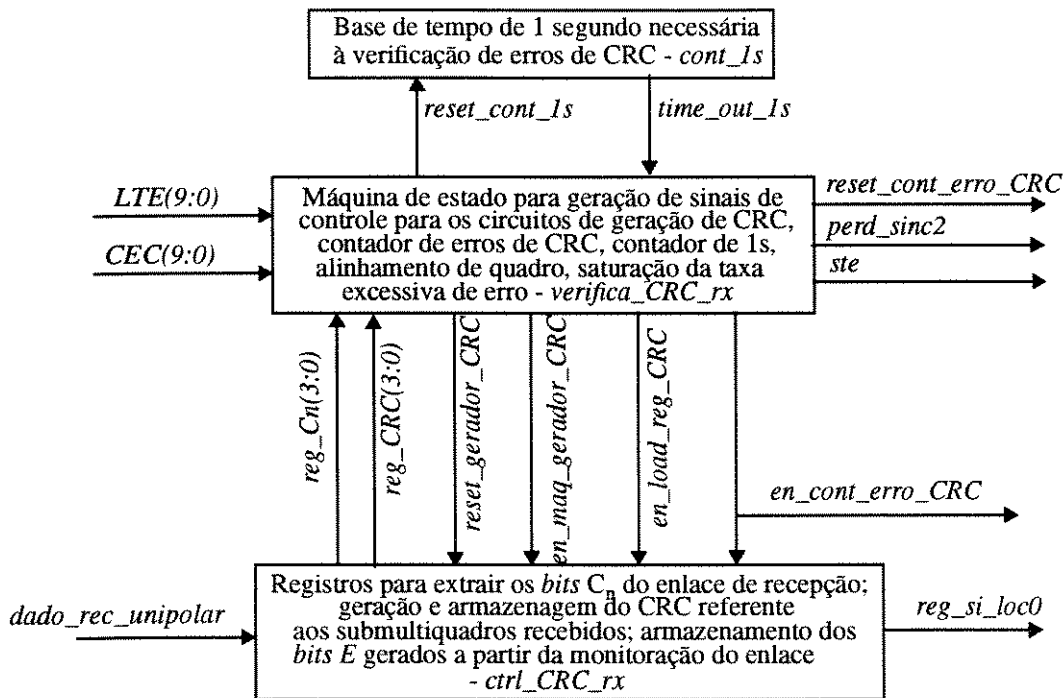 Base de tempo de 1 segundo necessária
à verificação de erros de CRC - cont_1s
reset_cont_1s
time_out_1s
LTE(9:0)
CEC(9:0)
Máquina de estado para geração de sinais de
controle para os circuitos de geração de CRC,
contador de erros de CRC, contador de 1s,
alinhamento de quadro, saturação da taxa
excessiva de erro - verifica_CRC_rx
reset_cont_erro_CRC
perd_sinc2
ste
reg_Cn(3:0)
reg_CRC(3:0)
reset_gerador_CRC
en_maq_gerador_CRC
en_load_reg_CRC
en_cont_erro_CRC
dado_rec_unipolar
Registros para extrair os bits Cn do enlace de recepção;
geração e armazenagem do CRC referente
aos submultiquadros recebidos; armazenamento dos
bits E gerados a partir da monitoração do enlace
- ctrl_CRC_rx
reg_si_loc0